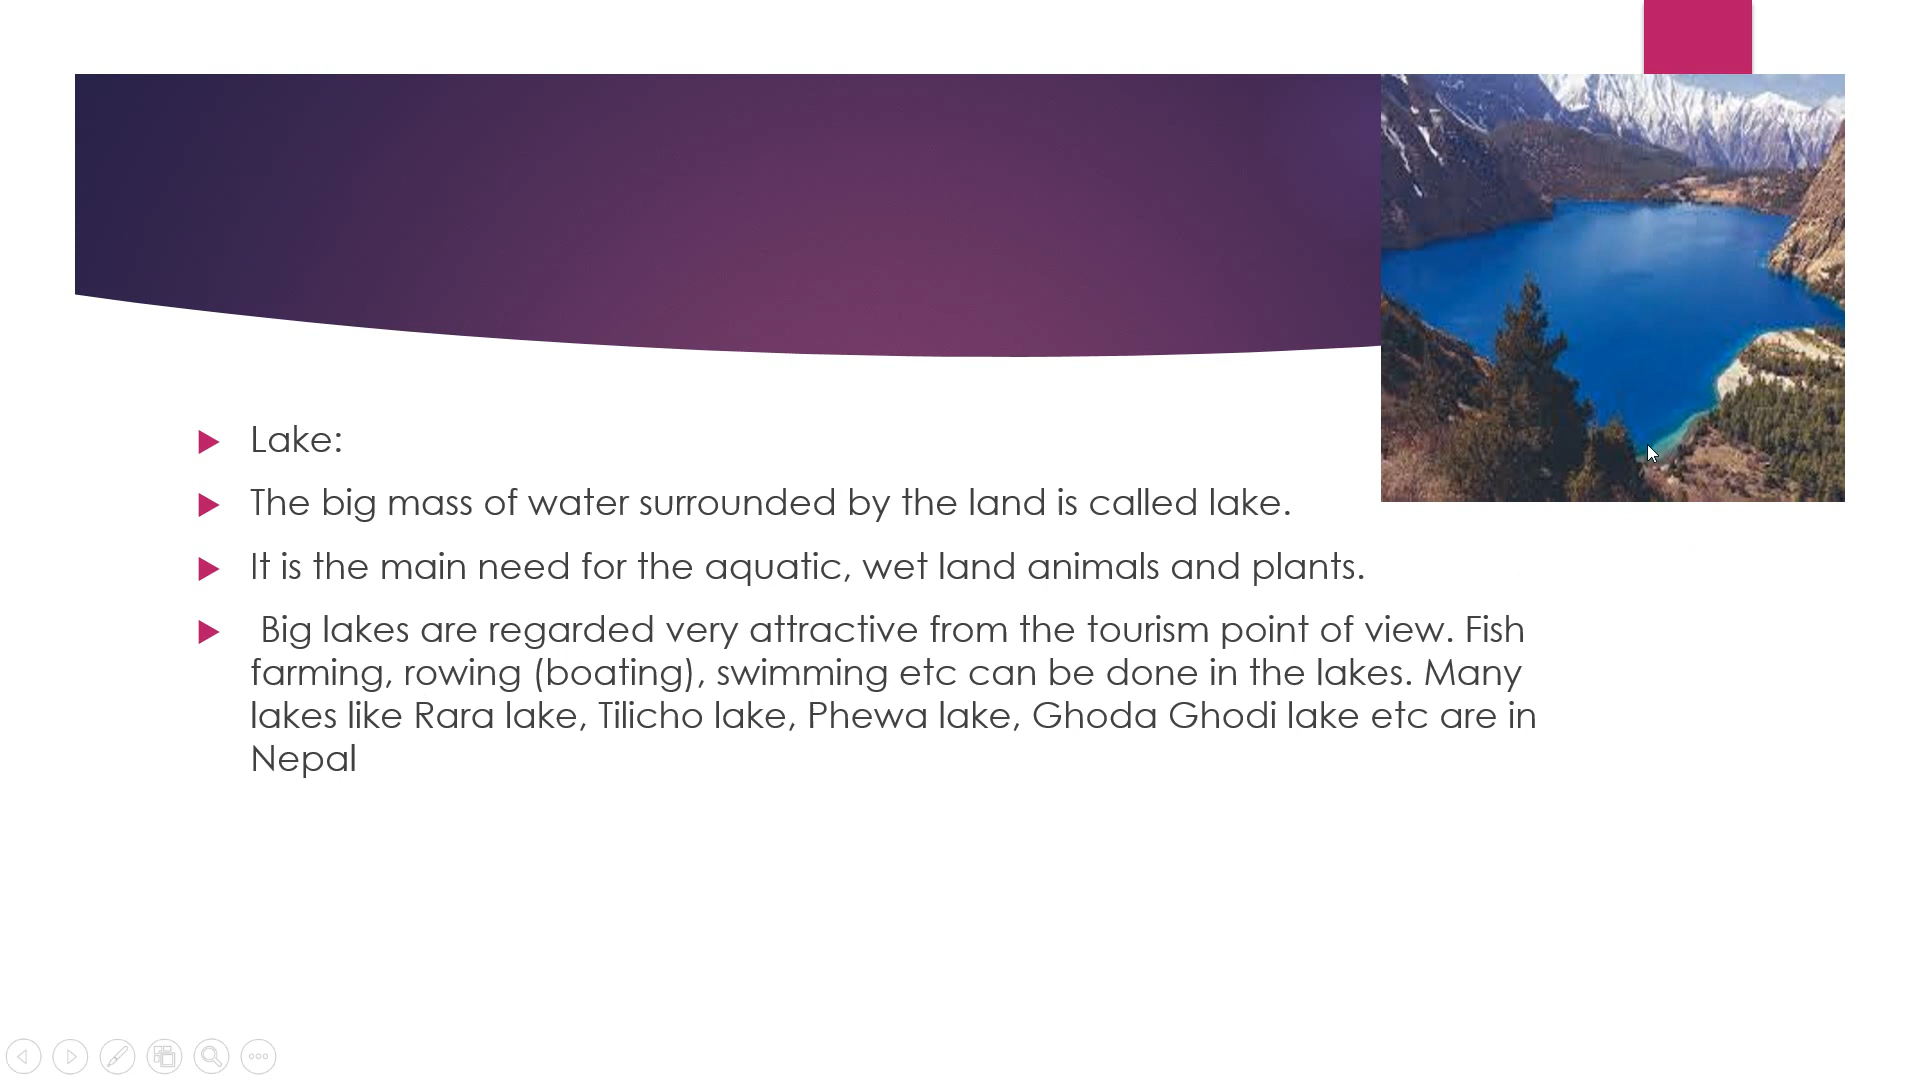 Lake:
The big mass of water surrounded by the land is called lake.
It is the main need for the aquatic, wet land animals and plants.
Big lakes are regarded very attractive from the tourism point of view. Fish
farming, rowing (boating), swimming etc can be done in the lakes. Many
lakes like Rara lake, Tilicho lake, Phewa lake, Ghoda Ghodi lake etc are in
Nepal